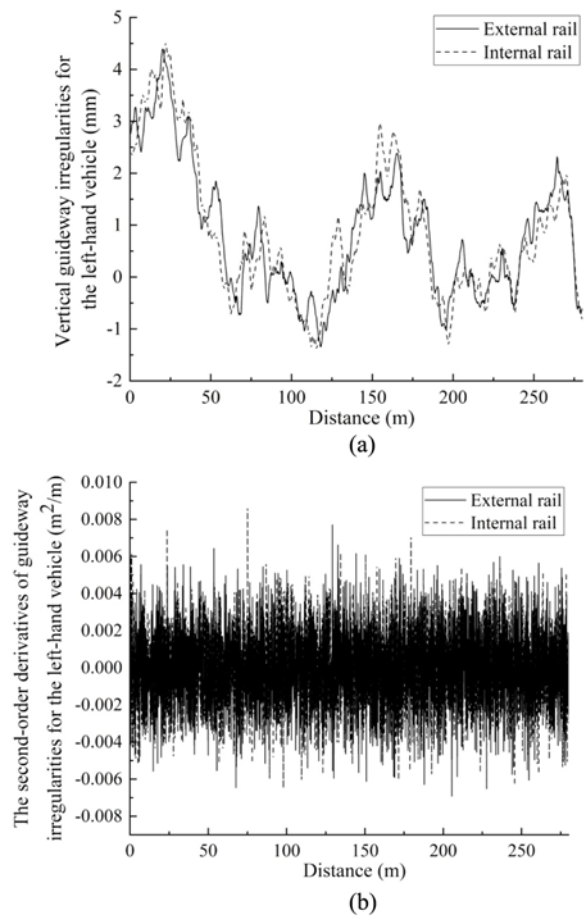 External rail
Internal rail
Vertical guideway irregularities for
the left-hand vehicle (mm)
5
4
3
2
1
0
-1
-2
0
50
100
150
200
250
Distance (m)
(a)
External rail
Internal rail
The second-order derivatives of guideway
irregularities for the left-hand vehicle (m²/m)
0.010
0.008
0.006
0.004
0.002
0.000
-0.002
-0.004
-0.006
-0.008
0
50
100
150
200
250
Distance (m)
(b)